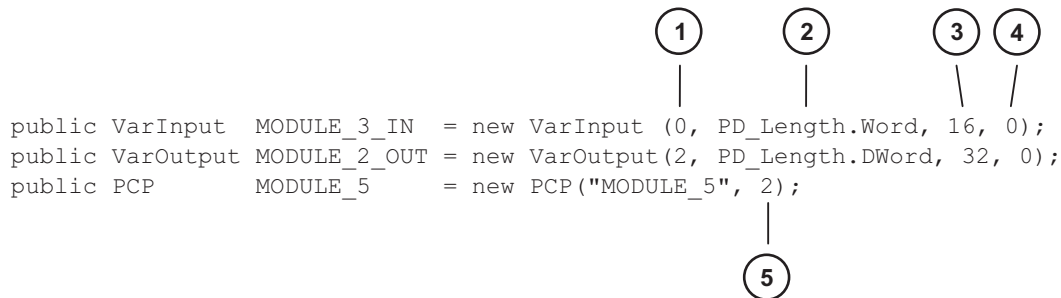 1 2 3 4
public VarInput  MODULE_3_IN  = new VarInput (0, PD_Length.Word, 16, 0);
public VarOutput MODULE_2_OUT = new VarOutput(2, PD_Length.DWord, 32, 0);
public PCP       MODULE_5     = new PCP("MODULE_5", 2);
5